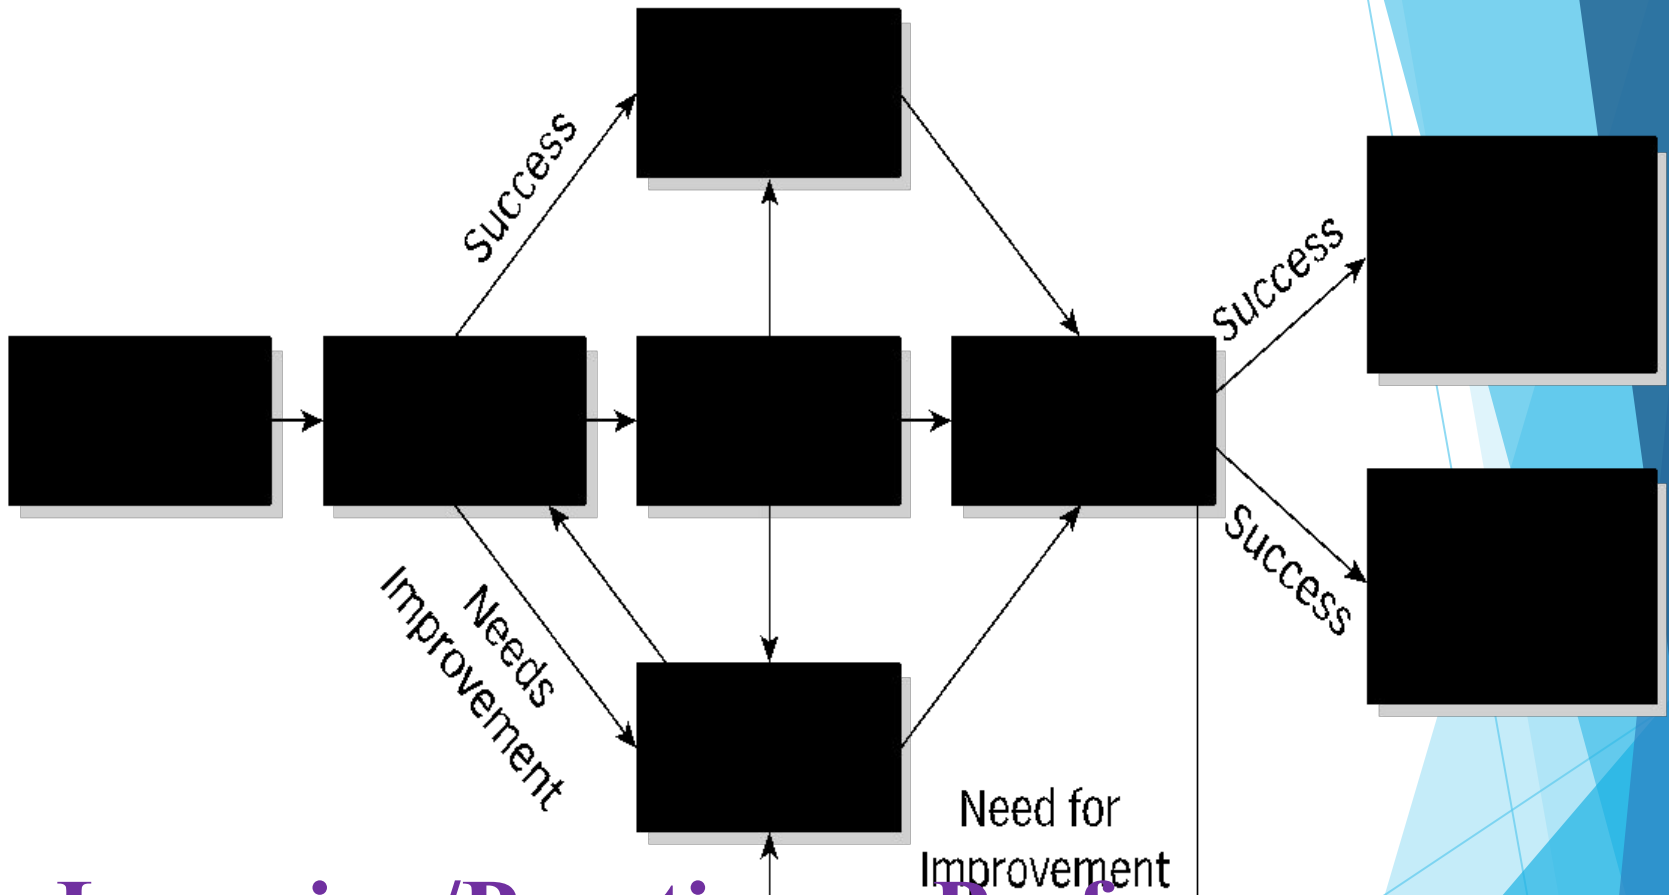 Success
Success
Success
Needs
Improvement
Need for
Improvement